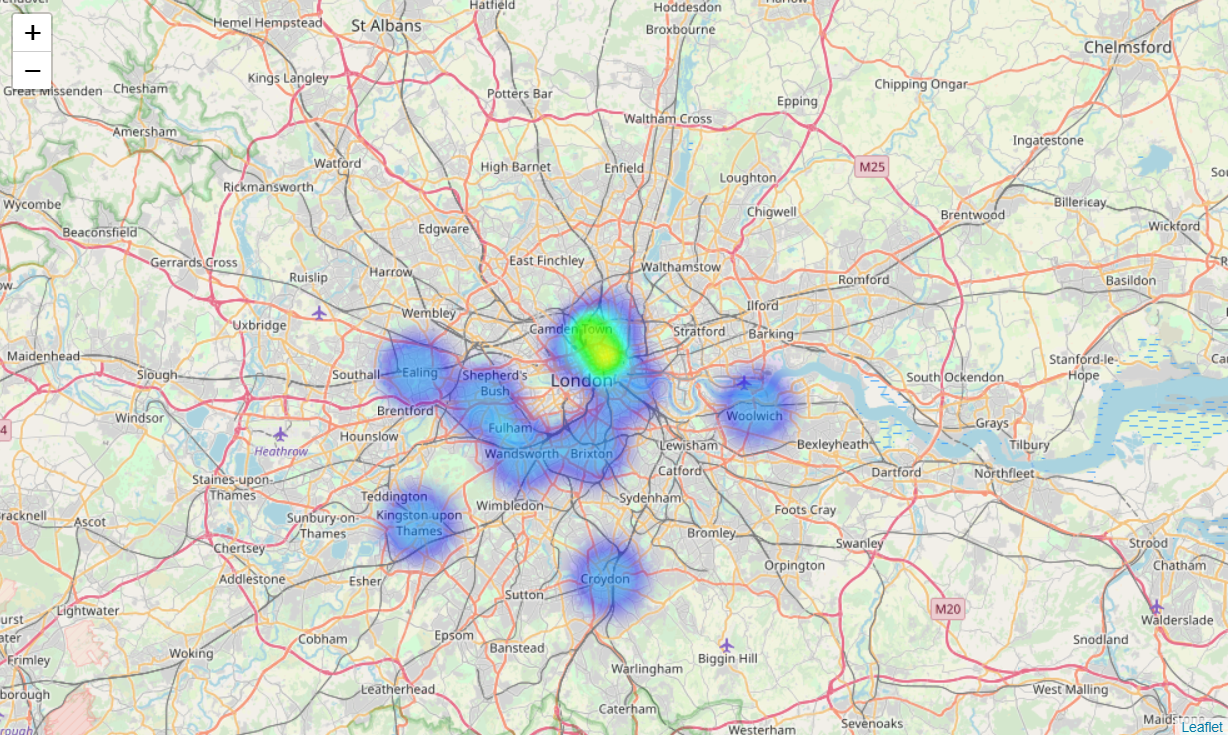 Hatfield
Hoddesdon
Hemel Hempstead
St Albans
Broxbourne
Chelmsford
+
−
Kings Langley
Great Missenden
Chesham
Potters Bar
Epping
Chipping Ongar
Waltham Cross
Amersham
Ingatestone
Watford
High Barnet
Enfield
M25
Loughton
Rickmansworth
Wycombe
Billericay
Chigwell
Brentwood
Beaconsfield
Edgware
Wickford
Gerrards Cross
East Finchley
Walthamstow
Ruislip
Harrow
Romford
Basildon
Wembley
Ilford
Uxbridge
Camden Town
Stratford
Barking
Maidenhead
Stanford-le-
Hope
Slough
Southall
Ealing
Shepherd's
Bush
London
South Ockendon
Windsor
Brentford
Woolwich
Grays
Hounslow
Fulham
Heathrow
Wandsworth
Brixton
Lewisham
Bexleyheath
Tilbury
Catford
Dartford
Northfleet
Staines-upon-
Thames
Teddington
Sydenham
Wimbledon
Kingston upon
Thames
Foots Cray
Ascot
Sunbury-on-
Thames
Bromley
Swanley
Strood
Chertsey
Chatham
Orpington
Addlestone
Esher
Croydon
Sutton
M20
Lightwater
Walderslade
Cobham
Epsom
Snodland
Banstead
Woking
Biggin Hill
Frimley
Warlingham
Leatherhead
West Malling
Caterham
Sevenoaks
Westerham
Leaflet